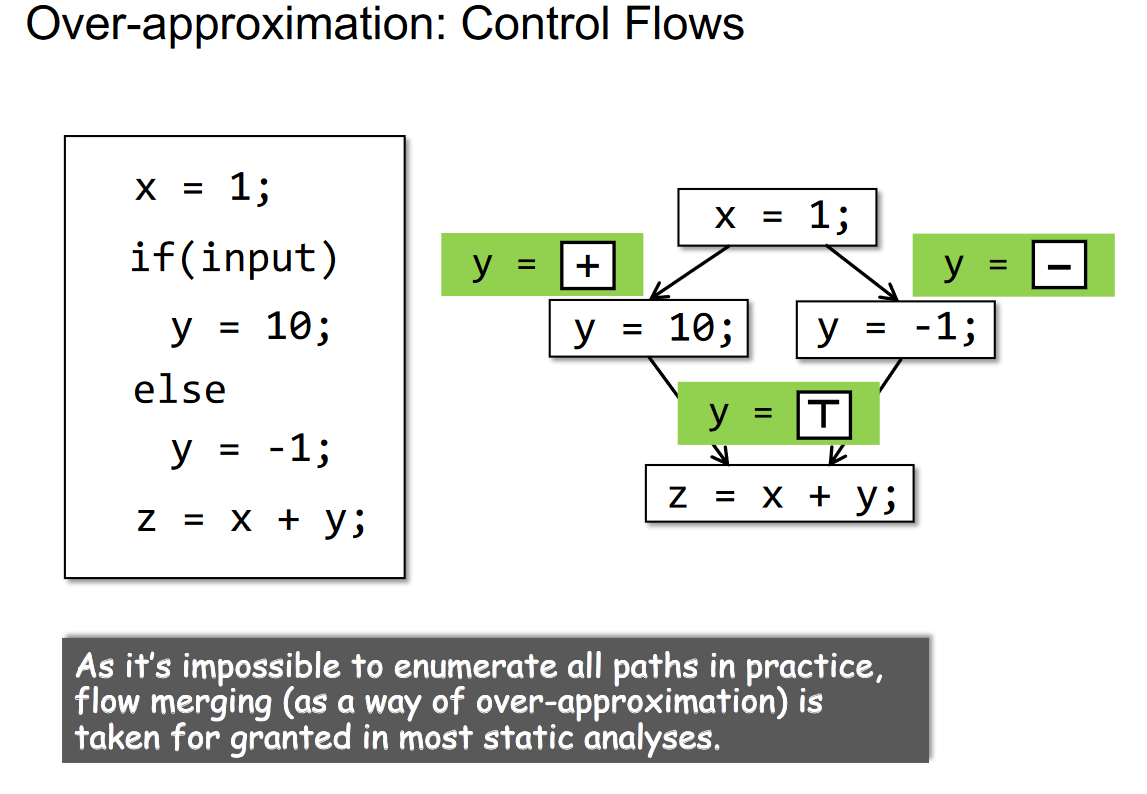 Over-approximation: Control Flows
x = 1;
if(input)
y = 10;
else
y = -1;
z = x + y;
x = 1;
y = +
y = −
y = 10;
y = -1;
y = ⊤
z = x + y;
As it's impossible to enumerate all paths in practice,
flow merging (as a way of over-approximation) is
taken for granted in most static analyses.